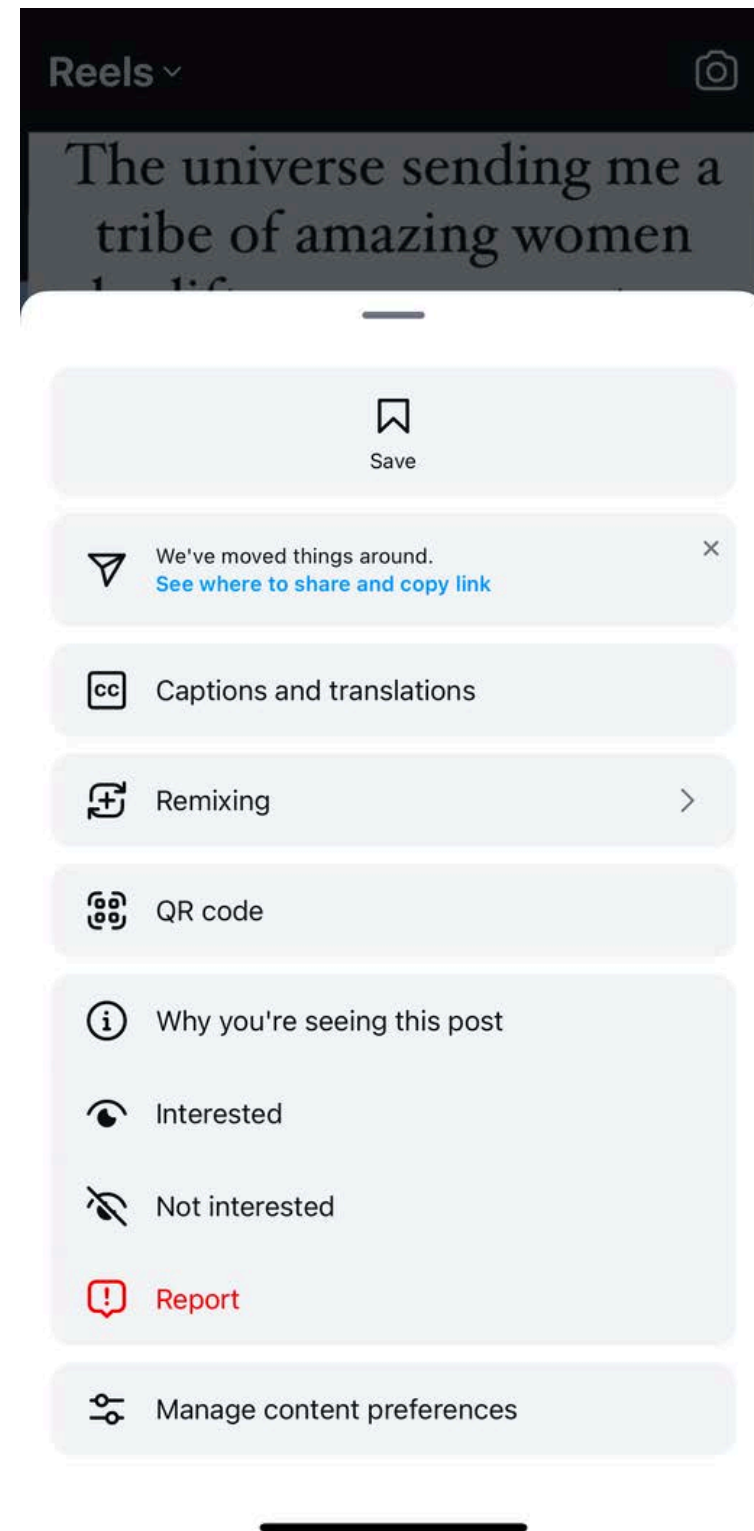 Reels
The universe sending me a
tribe of amazing women
Save
We've moved things around.
See where to share and copy link
CC
Captions and translations
Remixing
QR code
Why you're seeing this post
Interested
Not interested
Report
Manage content preferences